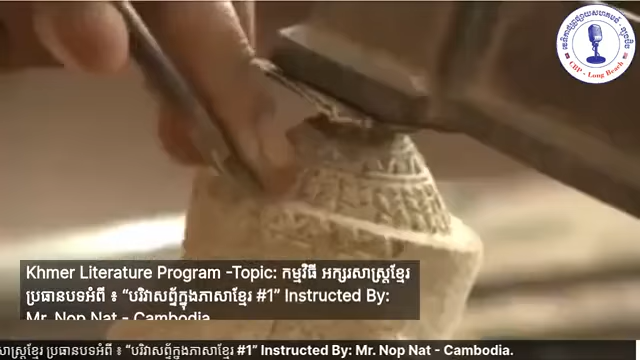 CBP - Long Beach
Khmer Literature Program -Topic: កម្មវិធី អក្សរសាស្ត្រខ្មែរ
ប្រធានបទអំពី ៖ “បរិវាសព្ទ័ក្នុងភាសាខ្មែរ #1” Instructed By:
Mr. Nop Nat - Cambodia
សាស្ត្រខ្មែរ ប្រធានបទអំពី ៖ “បរិវាសព្ទ័ក្នុងភាសាខ្មែរ #1” Instructed By: Mr. Nop Nat - Cambodia.